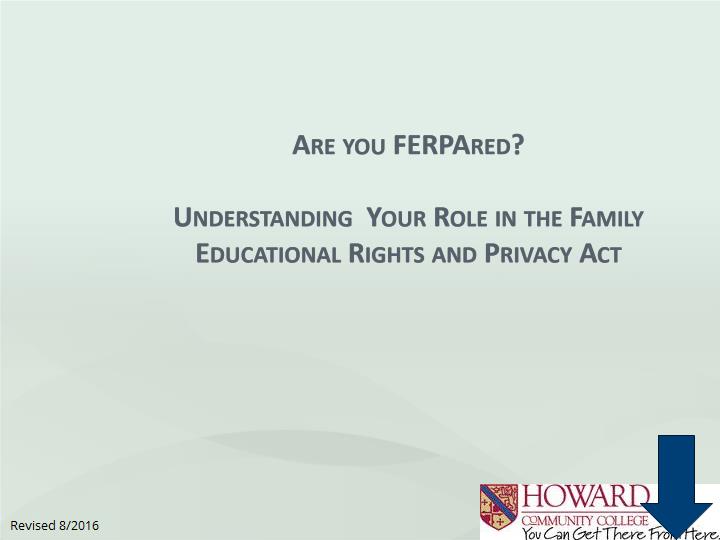 Are you FERPAred?
Understanding Your Role in the Family
Educational Rights and Privacy Act
HOWARD
COMMUNITY COLLEGE
You Can Get There From Here.
Revised 8/2016